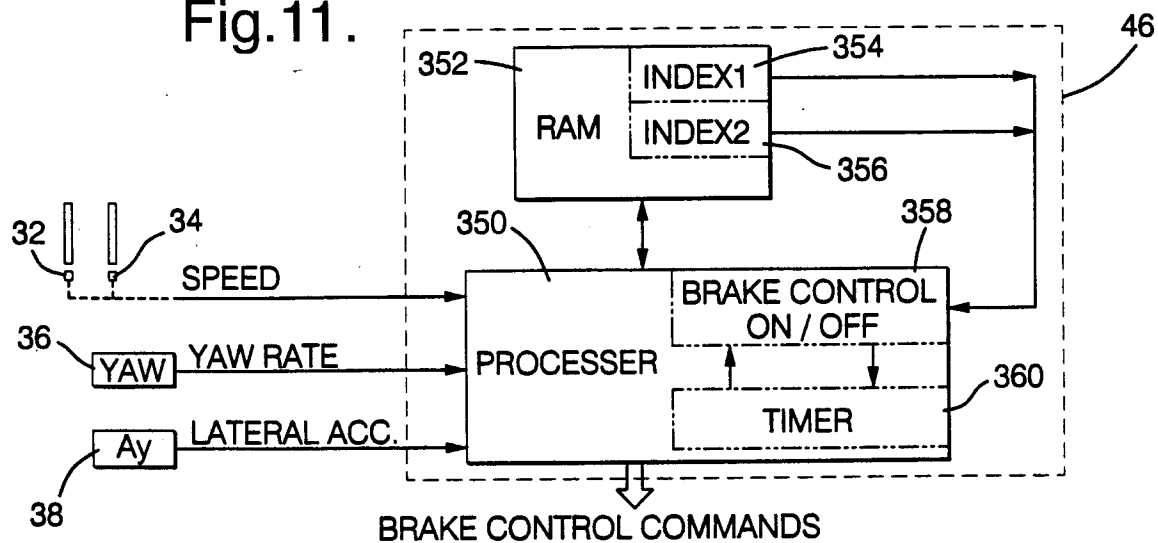 Fig.11.
46
352
354
INDEX1
RAM
INDEX2
356
32
34
350
358
SPEED
BRAKE CONTROL
ON / OFF
36
YAW
YAW RATE
PROCESSER
360
TIMER
Ay
LATERAL ACC.
38
BRAKE CONTROL COMMANDS